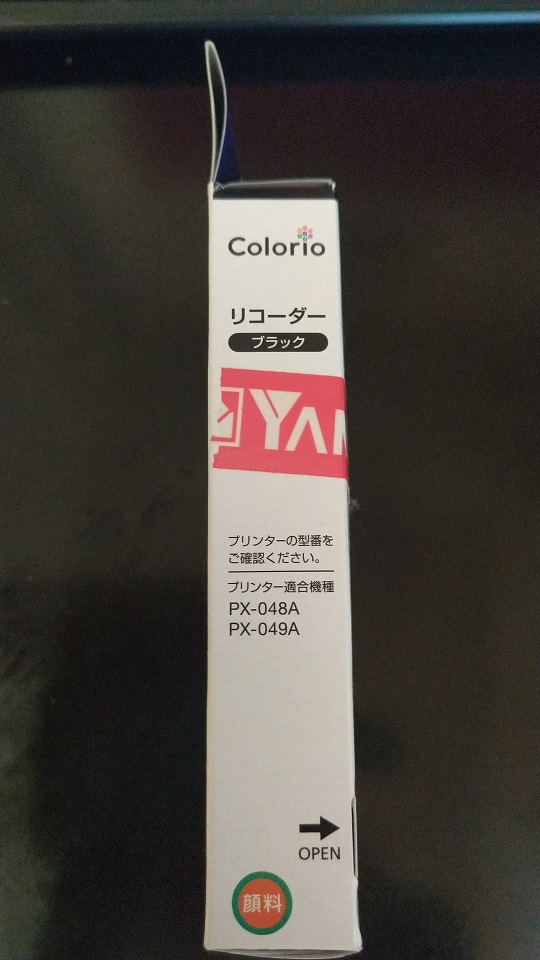 Colorio
リコーダー
ブラック
YAM
プリンターの型番を
ご確認ください。
プリンター適合機種
PX-048A
PX-049A
OPEN
顔料